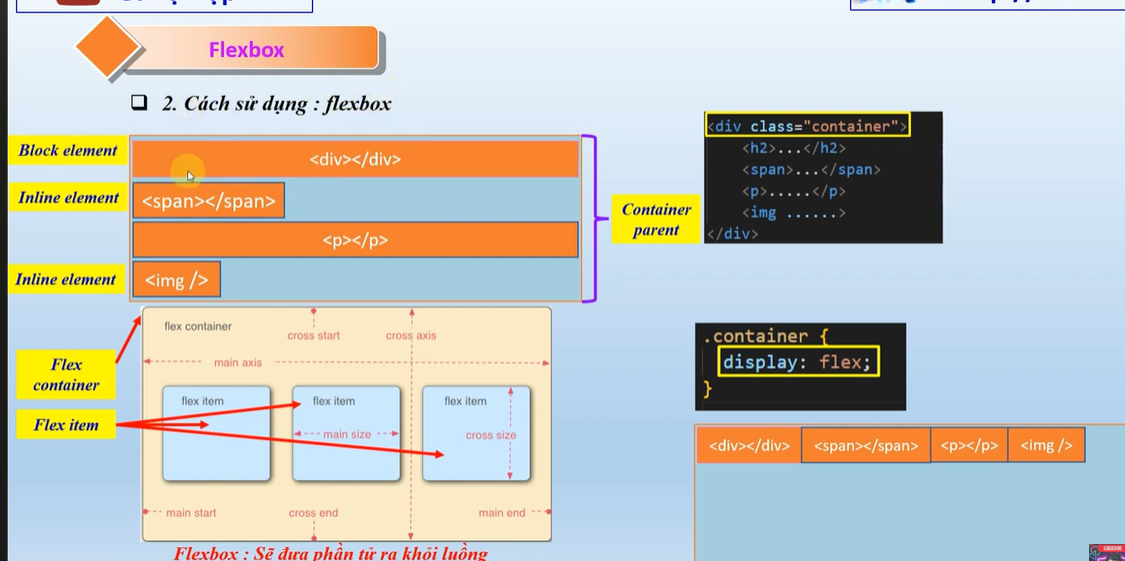 Flexbox
2. Cách sử dụng : flexbox
Block element
<div></div>
Inline element
<span></span>
<p></p>
Inline element
<img />
Container
parent
<div class="container">
<h2>...</h2>
<span>...</span>
<p>.....</p>
<img ......>
</div>
flex container
cross start
cross axis
main axis
Flex
container
Flex item
flex item
flex item
flex item
main size
cross size
main start
cross end
main end
.container {
display: flex;
}
<div></div>
<span></span>
<p></p>
<img />
Flexbox : Sẽ đưa phần tử ra khỏi luồng